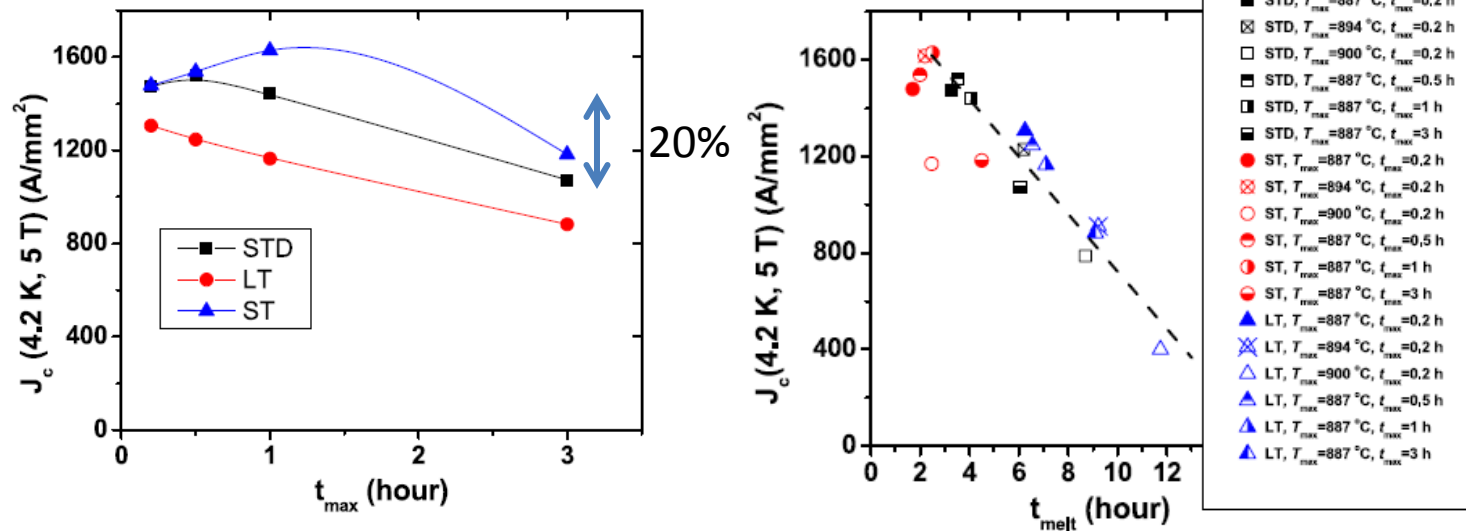 J_c (4.2 K, 5 T) (A/mm²)
1600
1200
800
400
0
0
1
2
3
t_max (hour)
STD
LT
ST
20%
J_c(4.2 K, 5 T) (A/mm²)
1600
1200
800
400
0
0
2
4
6
8
10
12
t_melt (hour)
STD, T_max=887 °C, t_max=0,2 h
STD, T_max=894 °C, t_max=0.2 h
STD, T_max=900 °C, t_max=0.2 h
STD, T_max=887 °C, t_max=0.5 h
STD, T_max=887 °C, t_max=1 h
STD, T_max=887 °C, t_max=3 h
ST, T_max=887 °C, t_max=0.2 h
ST, T_max=894 °C, t_max=0.2 h
ST, T_max=900 °C, t_max=0.2 h
ST, T_max=887 °C, t_max=0,5 h
ST, T_max=887 °C, t_max=1 h
ST, T_max=887 °C, t_max=3 h
LT, T_max=887 °C, t_max=0.2 h
LT, T_max=894 °C, t_max=0.2 h
LT, T_max=900 °C, t_max=0.2 h
LT, T_max=887 °C, t_max=0,5 h
LT, T_max=887 °C, t_max=1 h
LT, T_max=887 °C, t_max=3 h